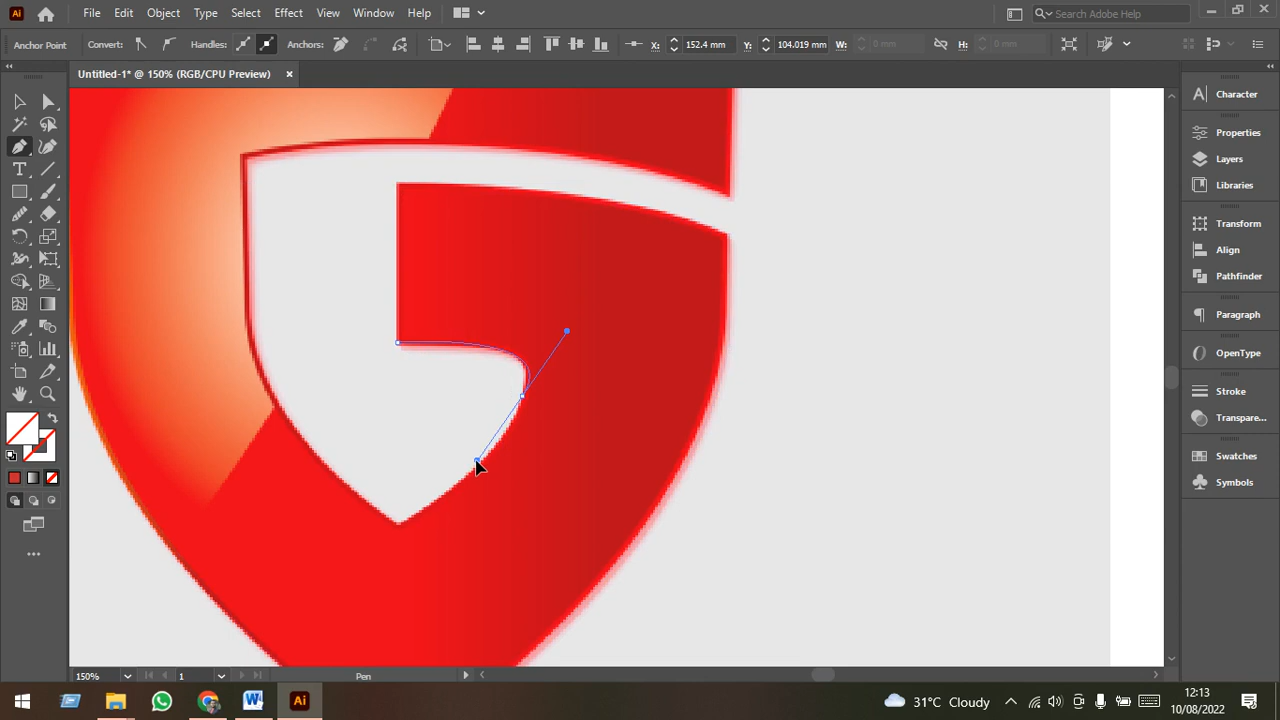 Ai File Edit Object Type Select Effect View Window Help Search Adobe Help
Anchor Point Convert: Handles: Anchors: X: 152.4 mm Y: 104.019 mm W: 0 mm H: 0 mm
Untitled-1* @ 150% (RGB/CPU Preview)
Character
Properties
Layers
Libraries
Transform
Align
Pathfinder
Paragraph
OpenType
Stroke
Transpare...
Swatches
Symbols
150% 1 Pen
W Ai 31°C Cloudy 12:13
10/08/2022